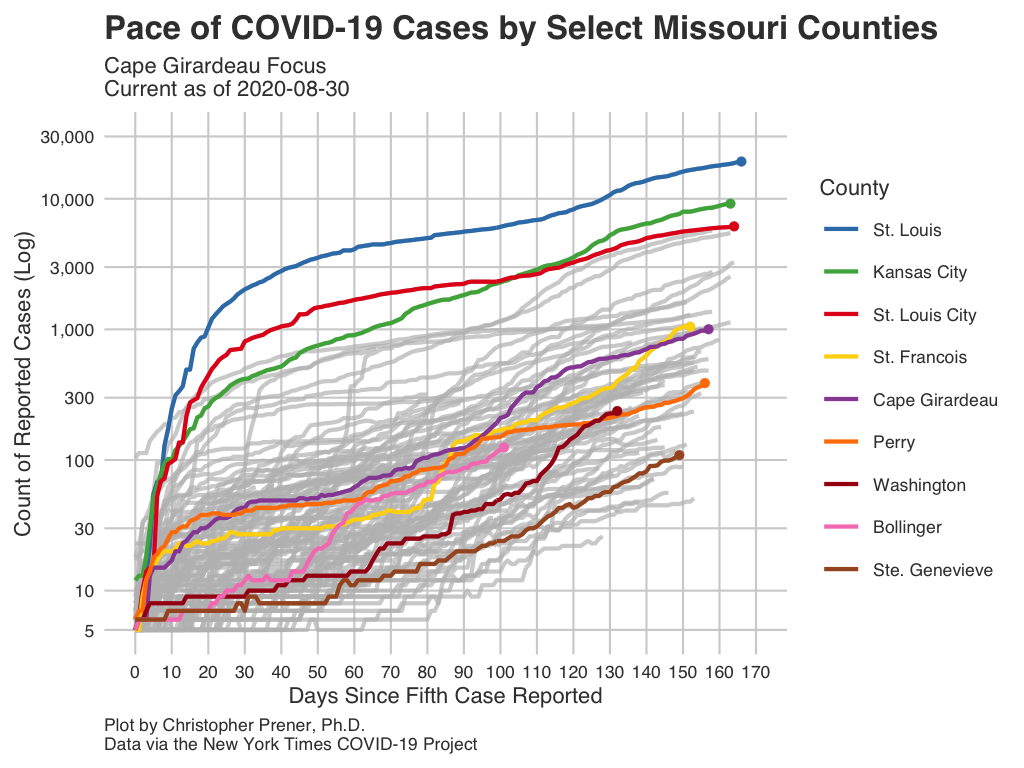 Pace of COVID-19 Cases by Select Missouri Counties
Cape Girardeau Focus
Current as of 2020-08-30
Count of Reported Cases (Log)
30,000
10,000
3,000
1,000
300
100
30
10
5
0 10 20 30 40 50 60 70 80 90 100 110 120 130 140 150 160 170
Days Since Fifth Case Reported
County
St. Louis
Kansas City
St. Louis City
St. Francois
Cape Girardeau
Perry
Washington
Bollinger
Ste. Genevieve
Plot by Christopher Prener, Ph.D.
Data via the New York Times COVID-19 Project